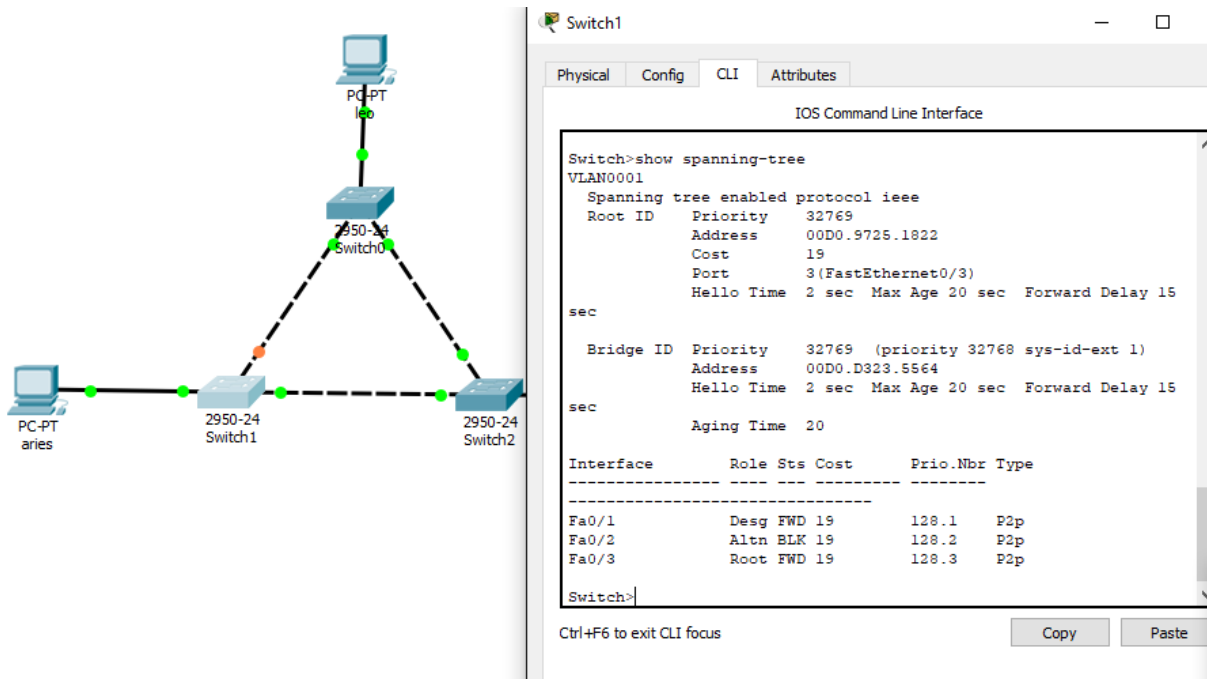 PC-PT
leo
2950-24
Switch0
PC-PT
aries
2950-24
Switch1
2950-24
Switch2
Switch1
Physical Config CLI Attributes
IOS Command Line Interface
Switch>show spanning-tree
VLAN0001
  Spanning tree enabled protocol ieee
  Root ID    Priority    32769
             Address     00D0.9725.1822
             Cost        19
             Port        3(FastEthernet0/3)
             Hello Time  2 sec  Max Age 20 sec  Forward Delay 15
sec
  Bridge ID  Priority    32769  (priority 32768 sys-id-ext 1)
             Address     00D0.D323.5564
             Hello Time  2 sec  Max Age 20 sec  Forward Delay 15
sec
             Aging Time  20
Interface        Role Sts Cost      Prio.Nbr Type
---------------- ---- --- --------- --------
--------------------------------
Fa0/1            Desg FWD 19        128.1    P2p
Fa0/2            Altn BLK 19        128.2    P2p
Fa0/3            Root FWD 19        128.3    P2p
Switch>
Ctrl+F6 to exit CLI focus
Copy Paste